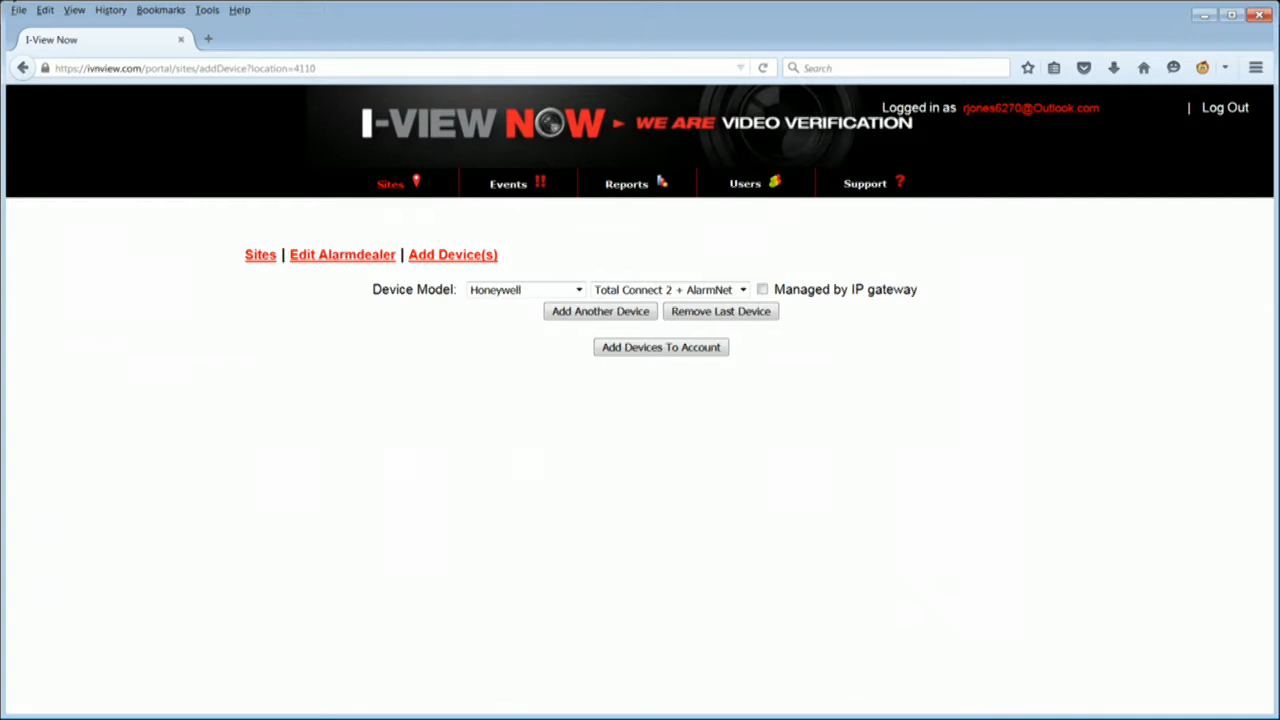 File Edit View History Bookmarks Tools Help
I-View Now
https://ivnview.com/portal/sites/addDevice?location=4110
Search
I-VIEW NOW WE ARE VIDEO VERIFICATION
Logged in as rjones6270@Outlook.com | Log Out
Sites Events Reports Users Support
Sites | Edit Alarmdealer | Add Device(s)
Device Model: Honeywell Total Connect 2 + AlarmNet Managed by IP gateway
Add Another Device Remove Last Device
Add Devices To Account